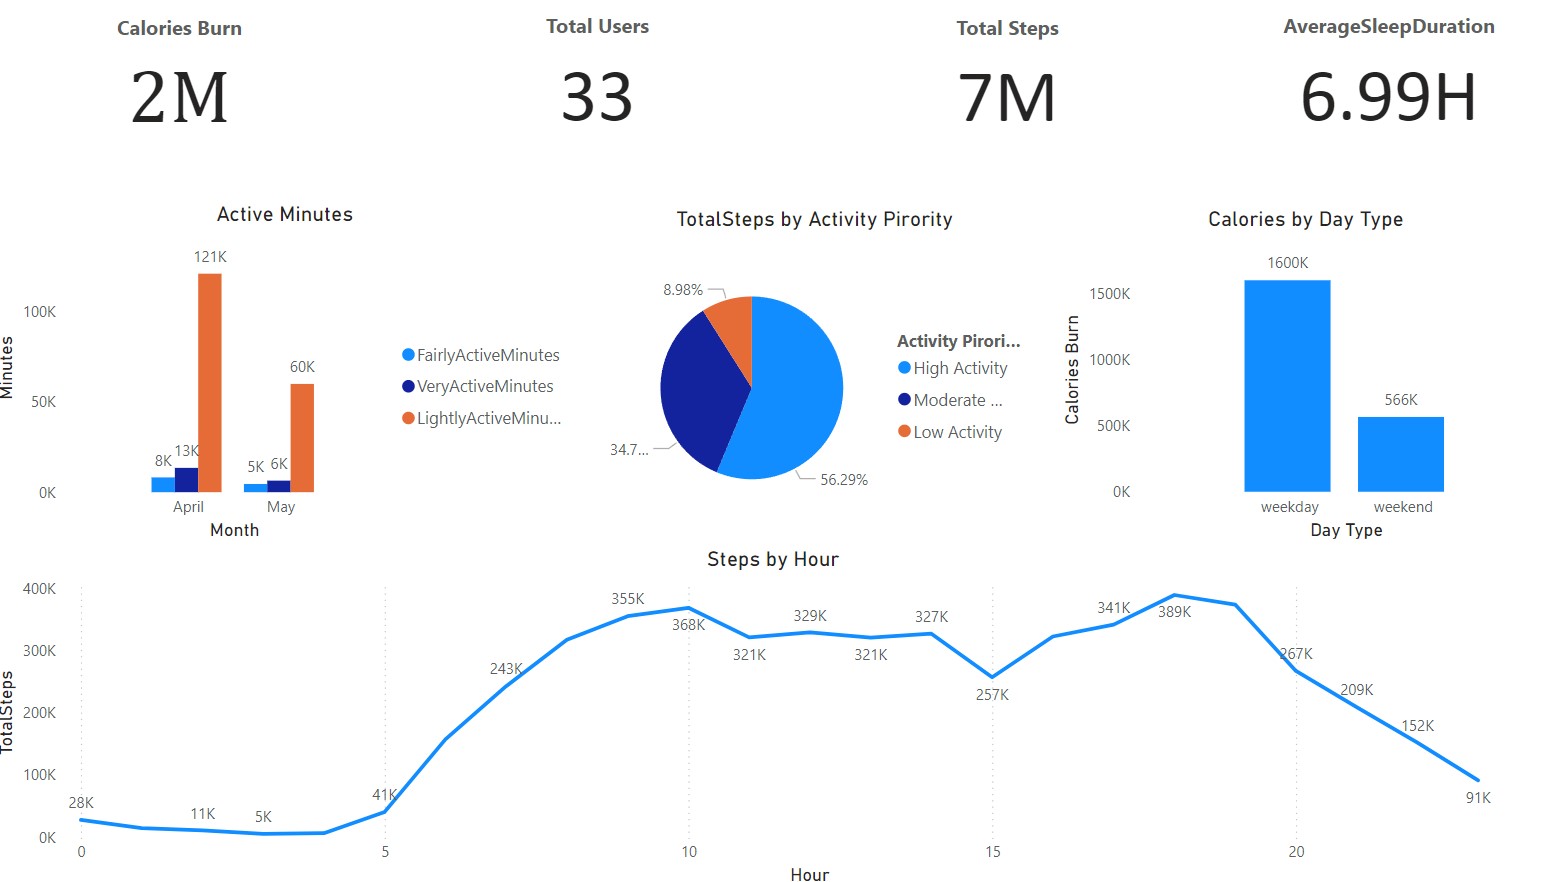 Calories Burn
2M
Total Users
33
Total Steps
7M
AverageSleepDuration
6.99H
Active Minutes
Minutes
100K
50K
0K
121K
60K
8K
13K
5K
6K
April
May
Month
FairlyActiveMinutes
VeryActiveMinutes
LightlyActiveMinu...
TotalSteps by Activity Pirority
8.98%
34.7...
56.29%
Activity Pirori...
High Activity
Moderate ...
Low Activity
Calories by Day Type
Calories Burn
1500K
1000K
500K
0K
1600K
566K
weekday
weekend
Day Type
Steps by Hour
TotalSteps
400K
300K
200K
100K
0K
28K
11K
5K
41K
243K
355K
368K
321K
329K
321K
327K
257K
341K
389K
267K
209K
152K
91K
0
5
10
15
20
Hour